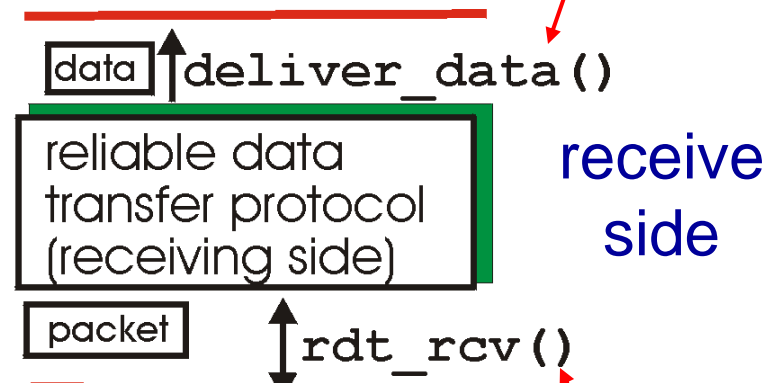 data deliver_data()
reliable data
transfer protocol
(receiving side)
receive
side
packet rdt_rcv()